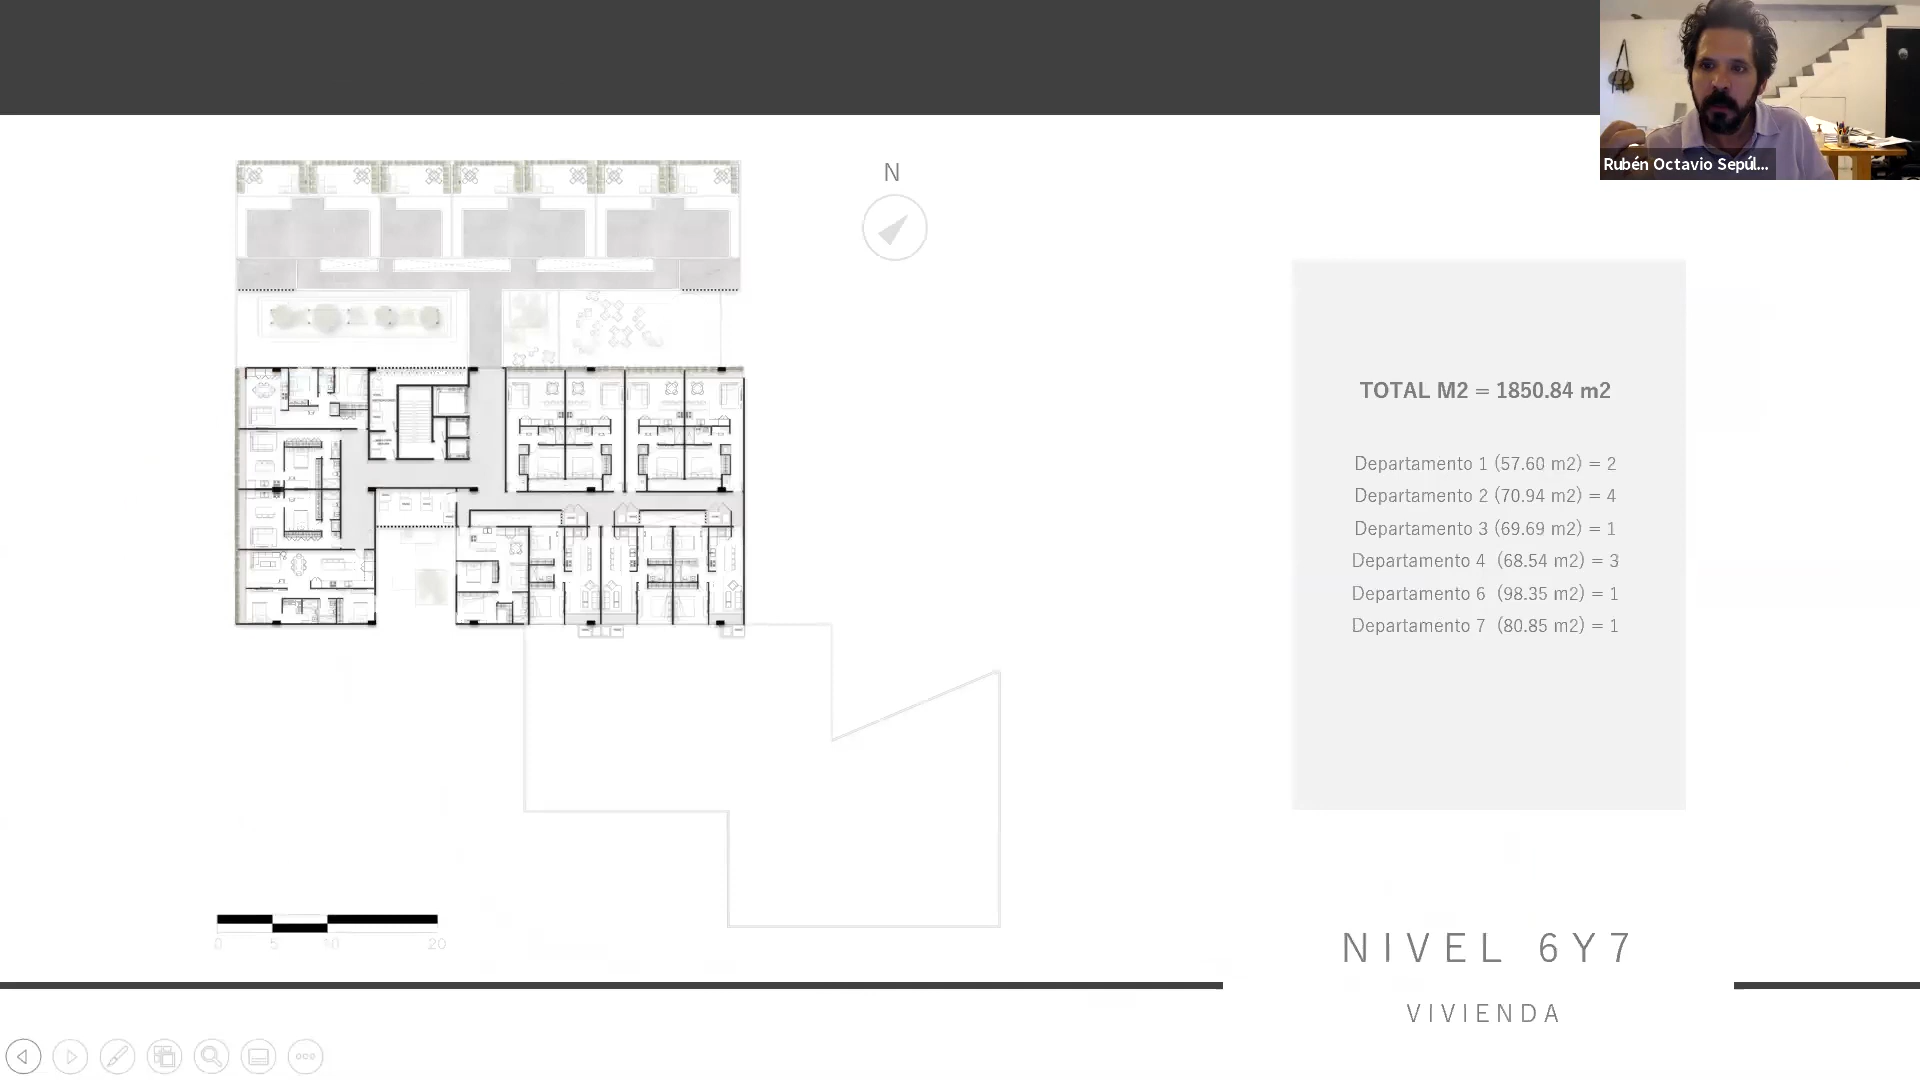 Rubén Octavio Sepúl...
N
TOTAL M2 = 1850.84 m2
Departamento 1 (57.60 m2) = 2
Departamento 2 (70.94 m2) = 4
Departamento 3 (69.69 m2) = 1
Departamento 4 (68.54 m2) = 3
Departamento 6 (98.35 m2) = 1
Departamento 7 (80.85 m2) = 1
0 5 10 20
NIVEL 6Y7
VIVIENDA